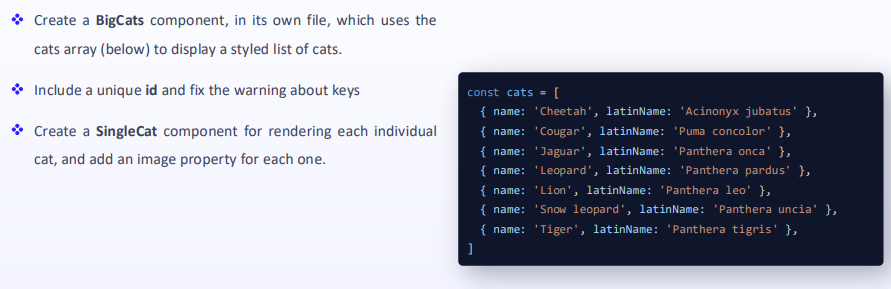 ❖ Create a BigCats component, in its own file, which uses the
cats array (below) to display a styled list of cats.
❖ Include a unique id and fix the warning about keys
❖ Create a SingleCat component for rendering each individual
cat, and add an image property for each one.
const cats = [
  { name: 'Cheetah', latinName: 'Acinonyx jubatus' },
  { name: 'Cougar', latinName: 'Puma concolor' },
  { name: 'Jaguar', latinName: 'Panthera onca' },
  { name: 'Leopard', latinName: 'Panthera pardus' },
  { name: 'Lion', latinName: 'Panthera leo' },
  { name: 'Snow leopard', latinName: 'Panthera uncia' },
  { name: 'Tiger', latinName: 'Panthera tigris' },
]